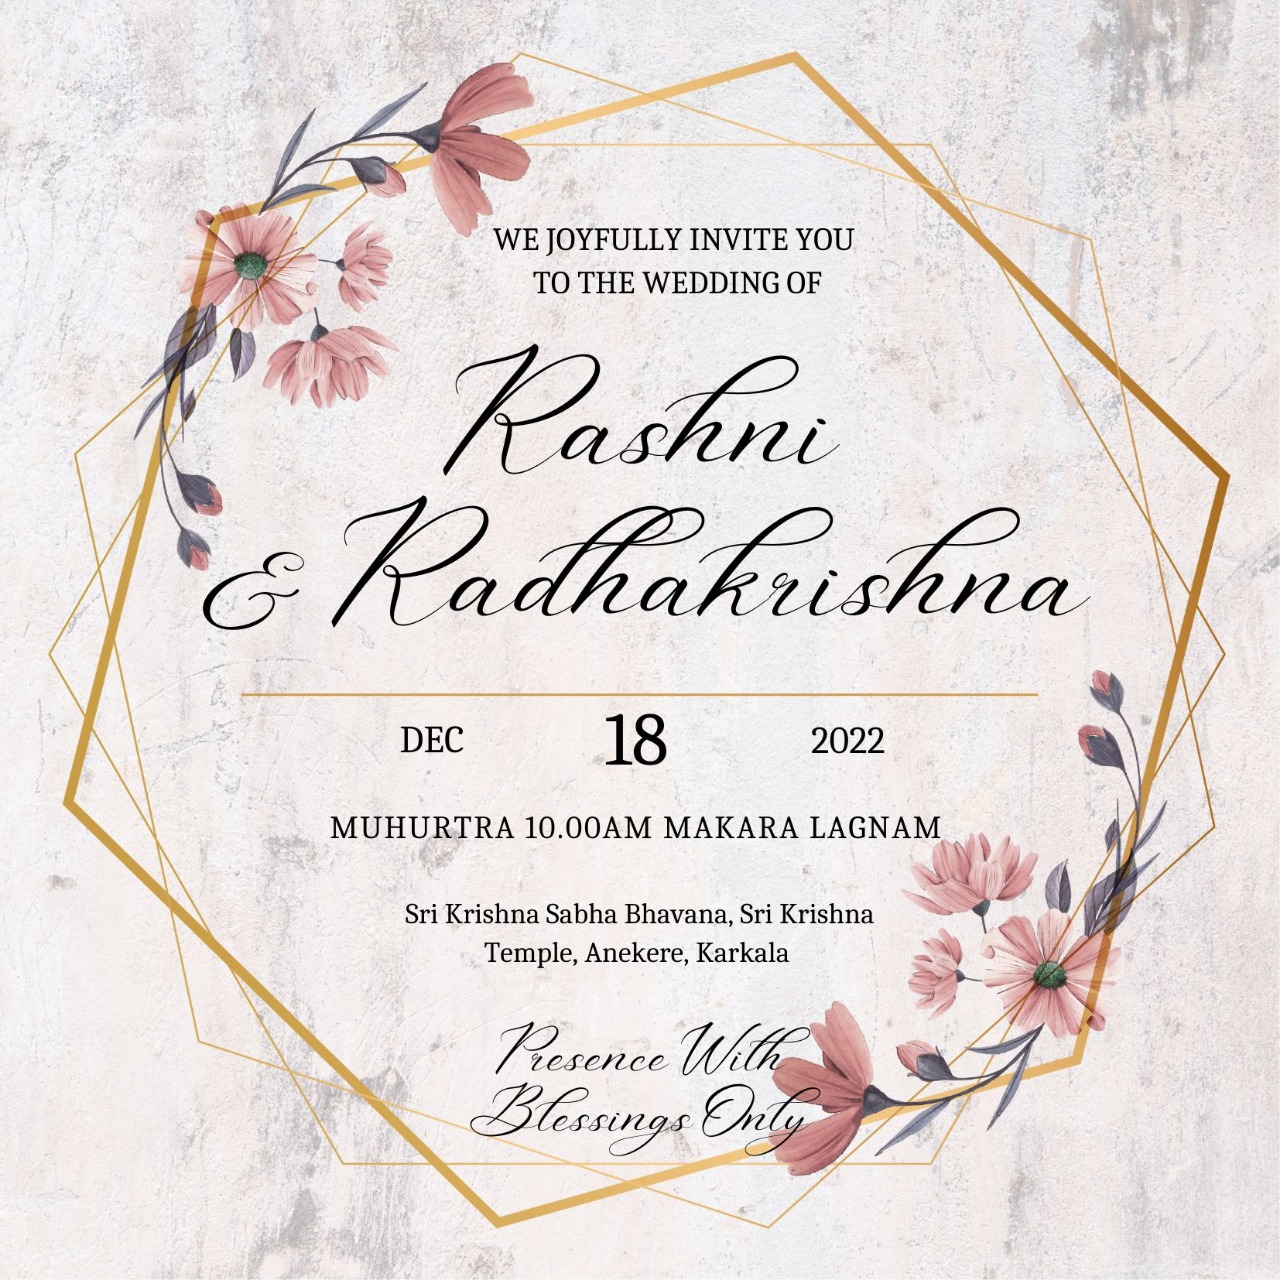 WE JOYFULLY INVITE YOU
TO THE WEDDING OF
Rashni
& Radhakrishna
DEC 18 2022
MUHURTRA 10.00AM MAKARA LAGNAM
Sri Krishna Sabha Bhavana, Sri Krishna
Temple, Anekere, Karkala
Presence With
Blessings Only